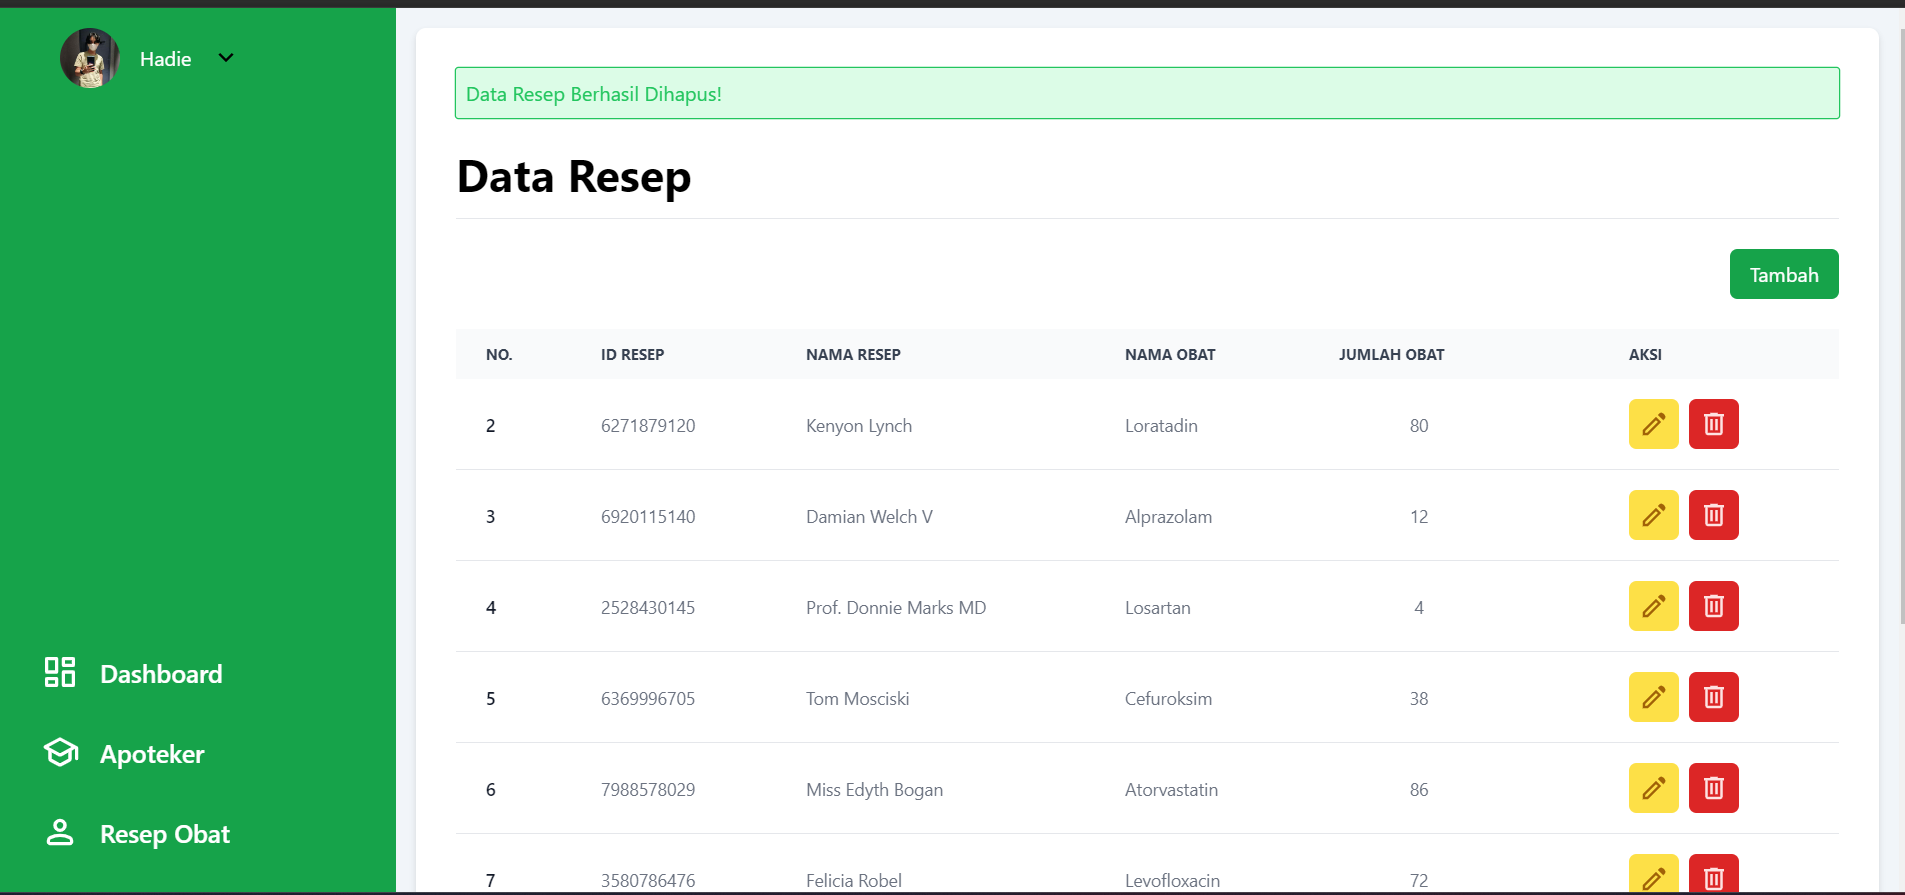 Hadie
Dashboard
Apoteker
Resep Obat
Data Resep Berhasil Dihapus!
Data Resep
Tambah
NO. ID RESEP NAMA RESEP NAMA OBAT JUMLAH OBAT AKSI
2 6271879120 Kenyon Lynch Loratadin 80
3 6920115140 Damian Welch V Alprazolam 12
4 2528430145 Prof. Donnie Marks MD Losartan 4
5 6369996705 Tom Mosciski Cefuroksim 38
6 7988578029 Miss Edyth Bogan Atorvastatin 86
7 3580786476 Felicia Robel Levofloxacin 72